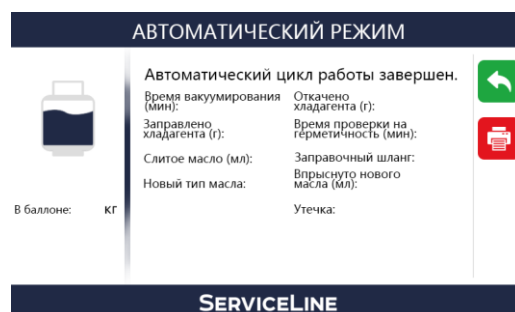 АВТОМАТИЧЕСКИЙ РЕЖИМ
Автоматический цикл работы завершен.
Время вакуумирования
(мин):
Откачено
хладагента (г):
Заправлено
хладагента (г):
Время проверки на
герметичность (мин):
Слитое масло (мл):
Заправочный шланг:
Новый тип масла:
Впрыснуто нового
масла (мл):
В баллоне: кг
Утечка:
SERVICELINE